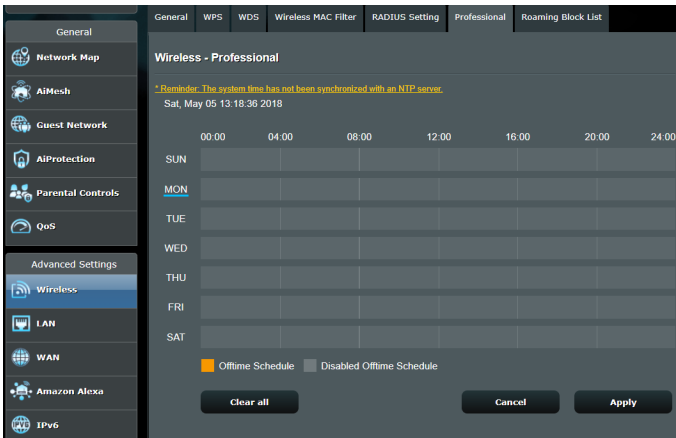 General WPS WDS Wireless MAC Filter RADIUS Setting Professional Roaming Block List
General
Network Map
AiMesh
Guest Network
AiProtection
Parental Controls
QoS
Advanced Settings
Wireless
LAN
WAN
Amazon Alexa
IPv6
Wireless - Professional
* Reminder: The system time has not been synchronized with an NTP server.
Sat, May 05 13:18:36 2018
00:00 04:00 08:00 12:00 16:00 20:00 24:00
SUN
MON
TUE
WED
THU
FRI
SAT
Offtime Schedule Disabled Offtime Schedule
Clear all Cancel Apply